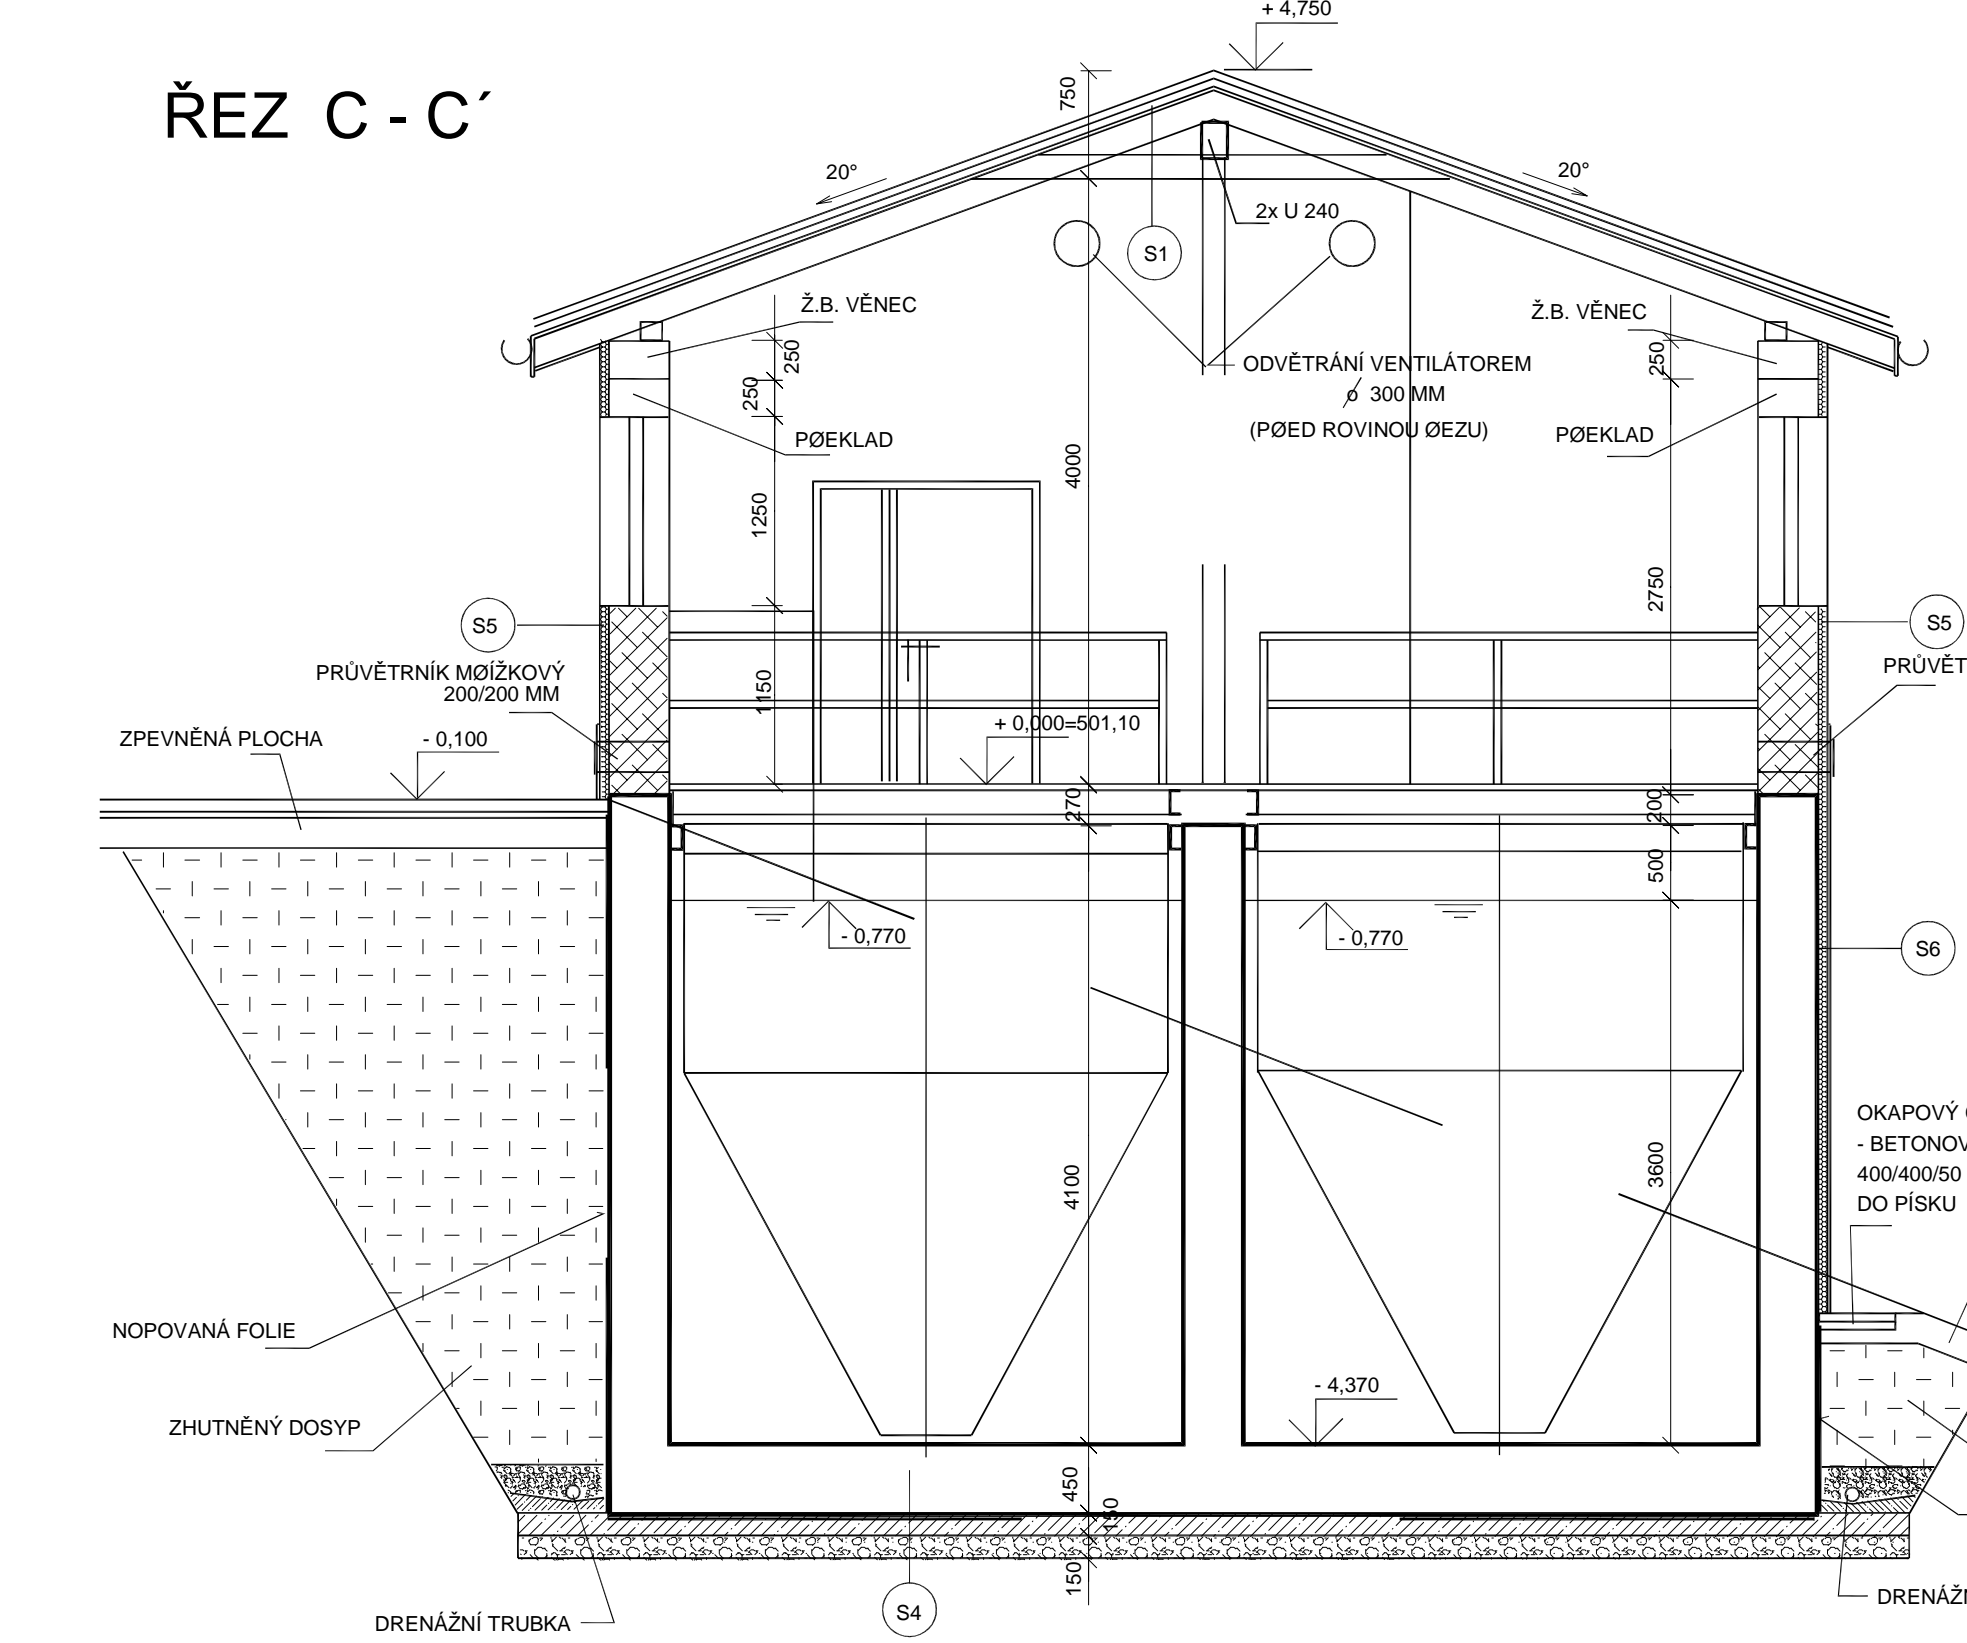 + 4,750
ŘEZ C - C´
750
20°
20°
2x U 240
S1
Ž.B. VĚNEC
Ž.B. VĚNEC
250
250
250
ODVĚTRÁNÍ VENTILÁTOREM
ø 300 MM
(PØED ROVINOU ØEZU)
PØEKLAD
PØEKLAD
4000
1250
2750
S5
S5
PRŮVĚTRNÍK MØÍŽKOVÝ
200/200 MM
PRŮVĚT
1150
+ 0,000=501,10
ZPEVNĚNÁ PLOCHA
- 0,100
270
200
500
- 0,770
- 0,770
S6
OKAPOVÝ
- BETONOV
400/400/50
DO PÍSKU
4100
3600
NOPOVANÁ FOLIE
- 4,370
ZHUTNĚNÝ DOSYP
450
150
150
S4
DRENÁŽNÍ TRUBKA
DRENÁŽN